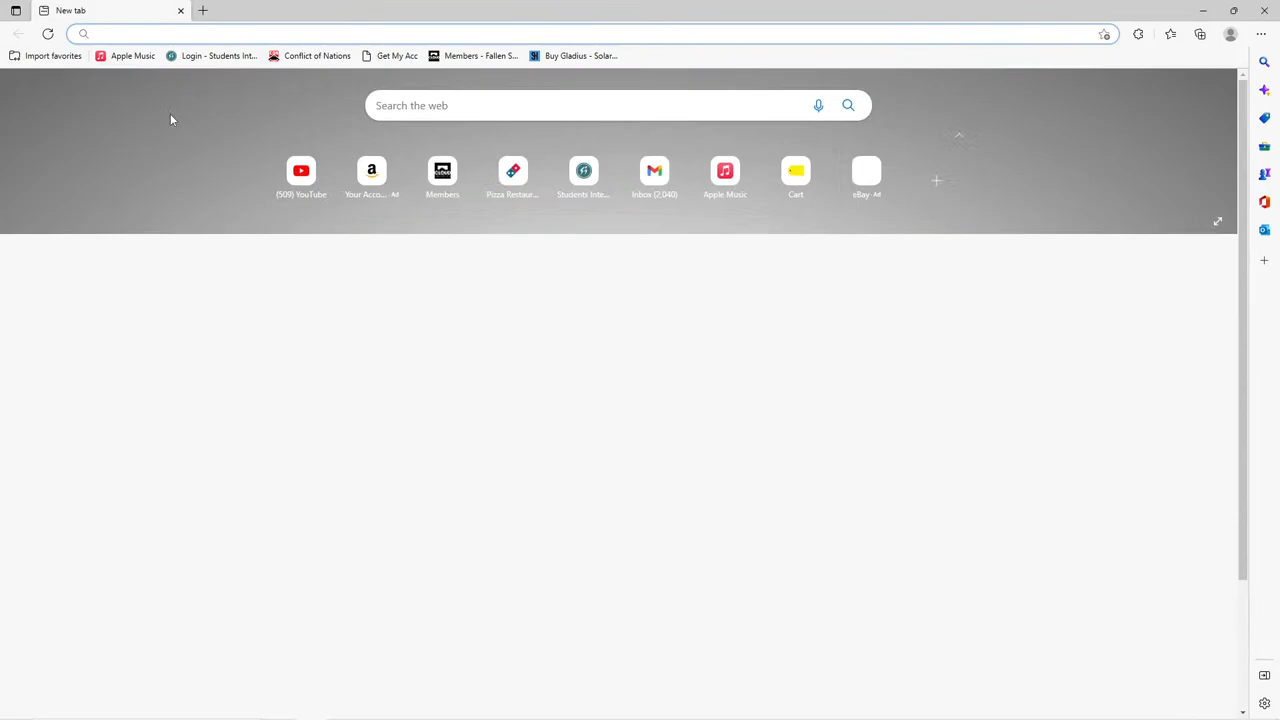 New tab
Import favorites Apple Music Login - Students Int... Conflict of Nations Get My Acc Members - Fallen S... Buy Gladius - Solar...
Search the web
(509) YouTube Your Acco... Ad Members Pizza Restaur... Students Inte... Inbox (2,040) Apple Music Cart eBay Ad